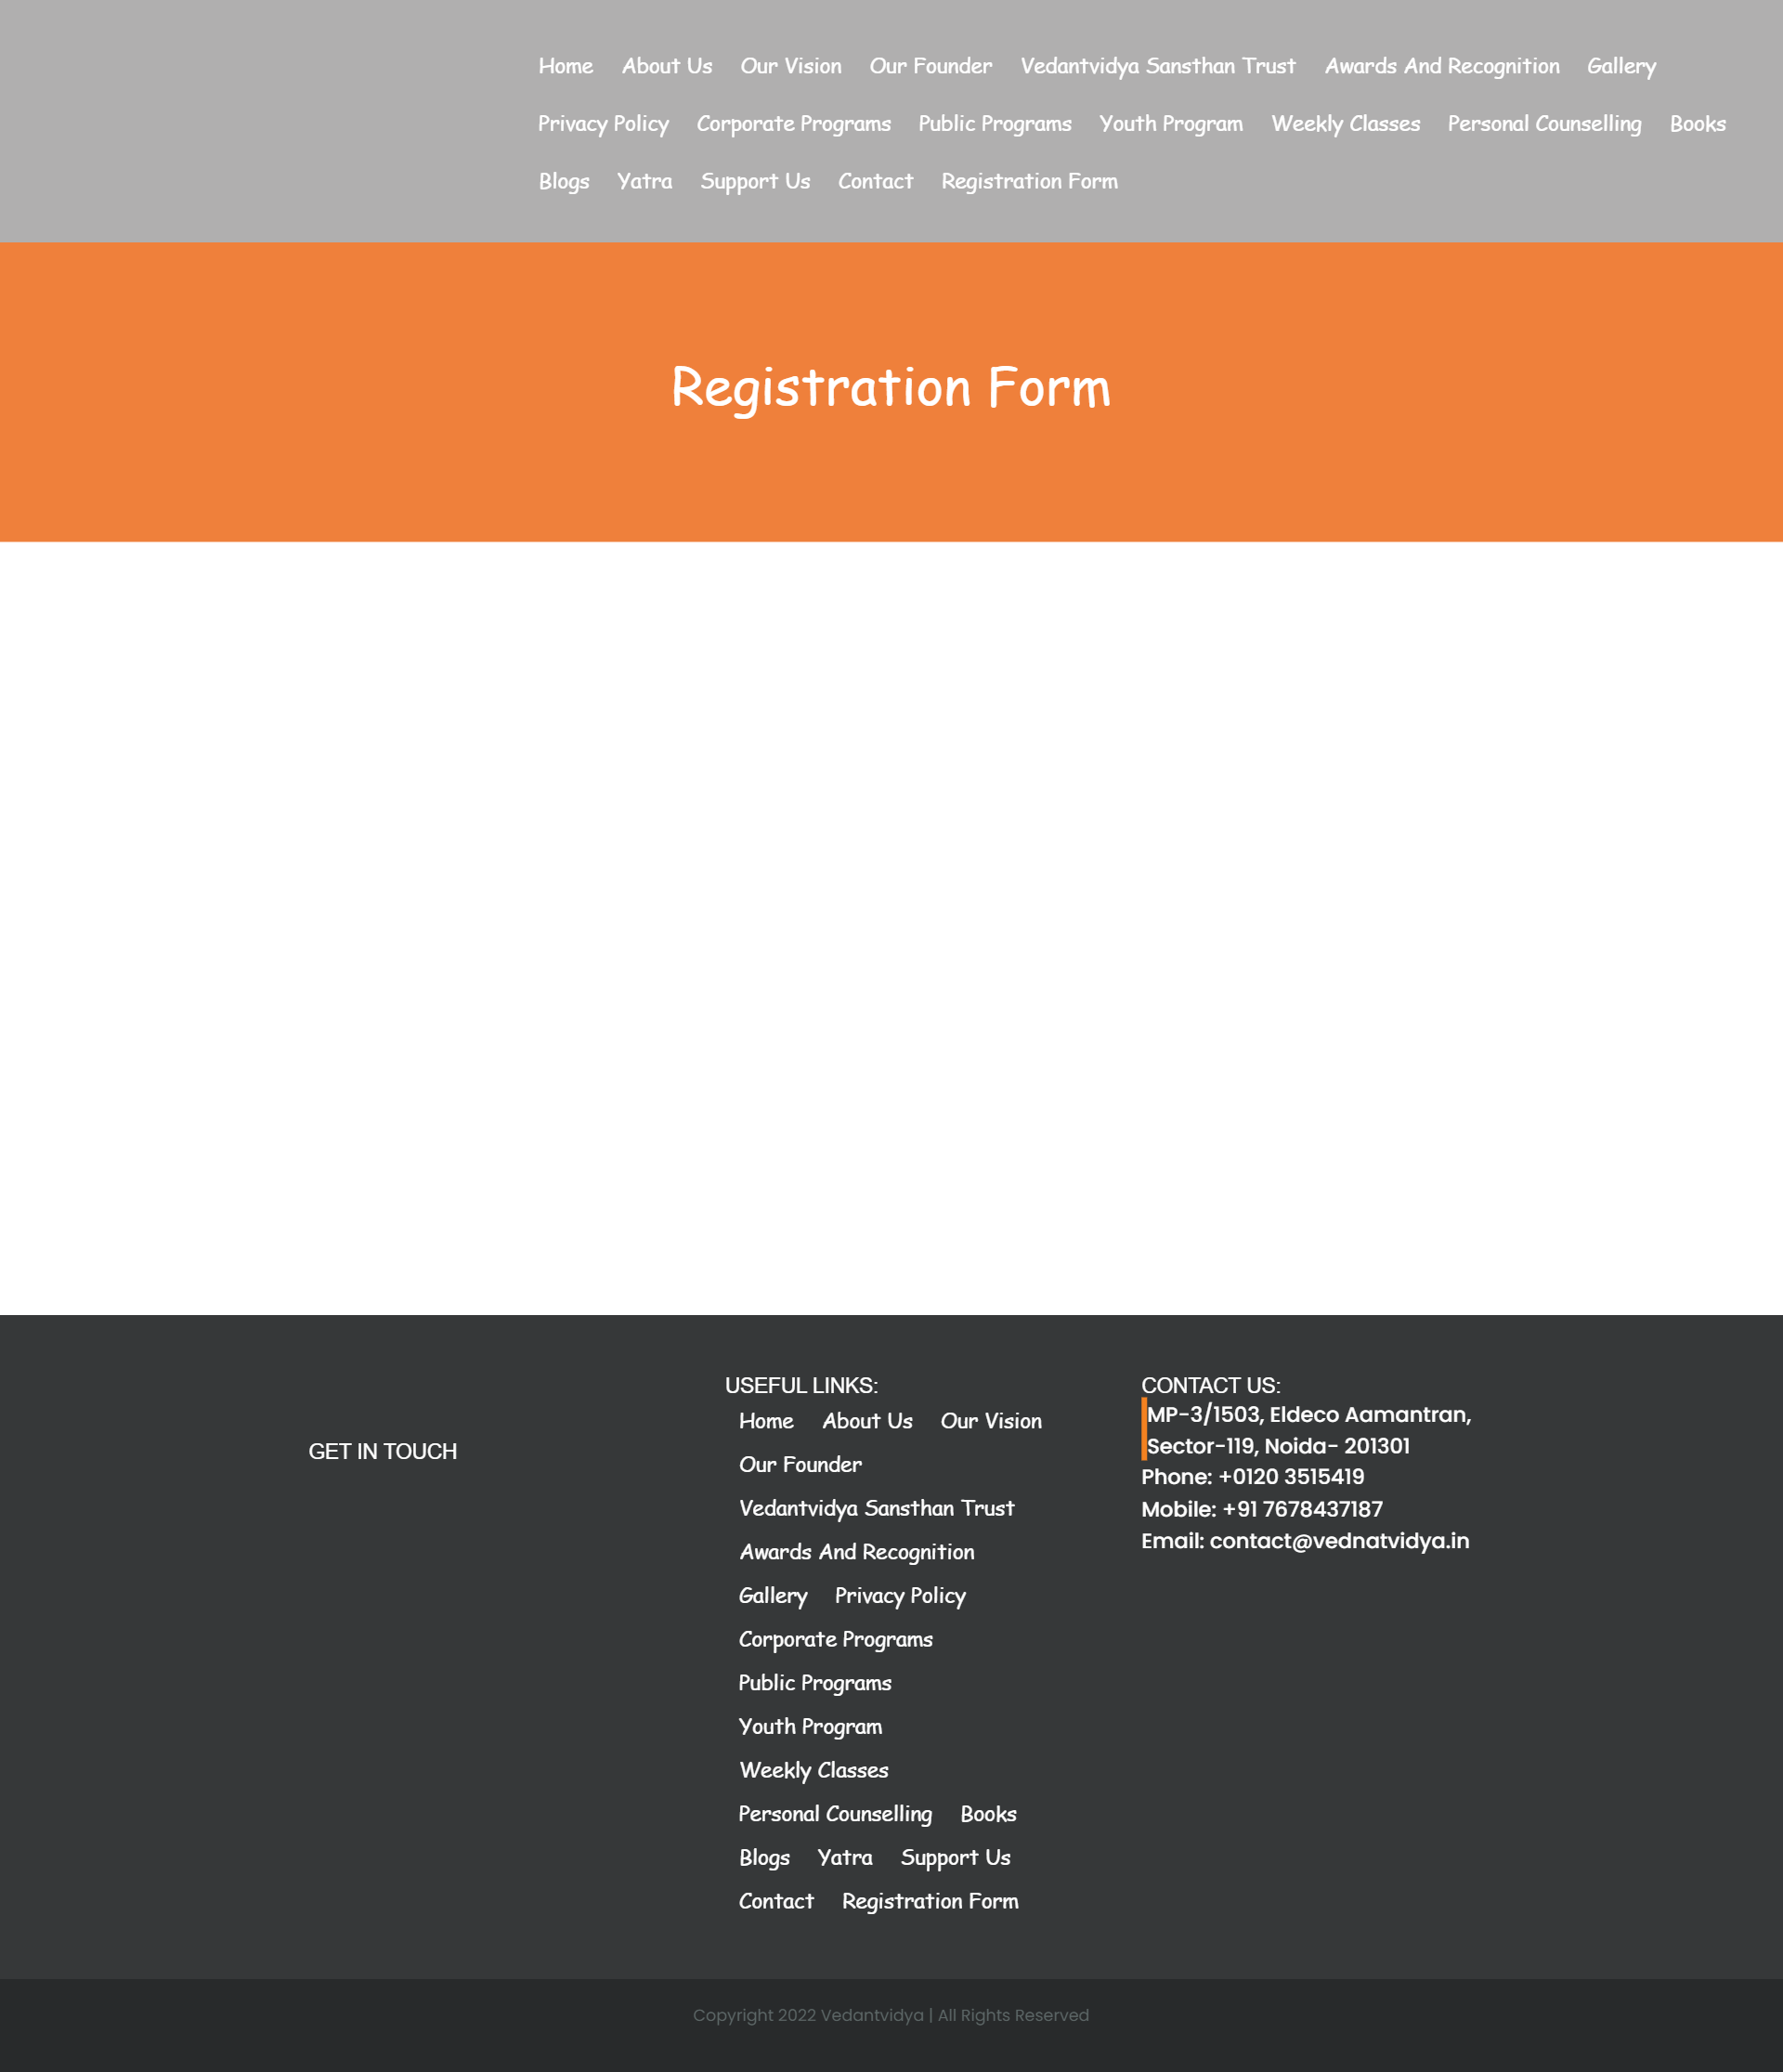 Home About Us Our Vision Our Founder Vedantvidya Sansthan Trust Awards And Recognition Gallery
Privacy Policy Corporate Programs Public Programs Youth Program Weekly Classes Personal Counselling Books
Blogs Yatra Support Us Contact Registration Form
Registration Form
GET IN TOUCH
USEFUL LINKS:
Home About Us Our Vision
Our Founder
Vedantvidya Sansthan Trust
Awards And Recognition
Gallery Privacy Policy
Corporate Programs
Public Programs
Youth Program
Weekly Classes
Personal Counselling Books
Blogs Yatra Support Us
Contact Registration Form
CONTACT US:
MP-3/1503, Eldeco Aamantran,
Sector-119, Noida- 201301
Phone: +0120 3515419
Mobile: +91 7678437187
Email: contact@vednatvidya.in
Copyright 2022 Vedantvidya | All Rights Reserved